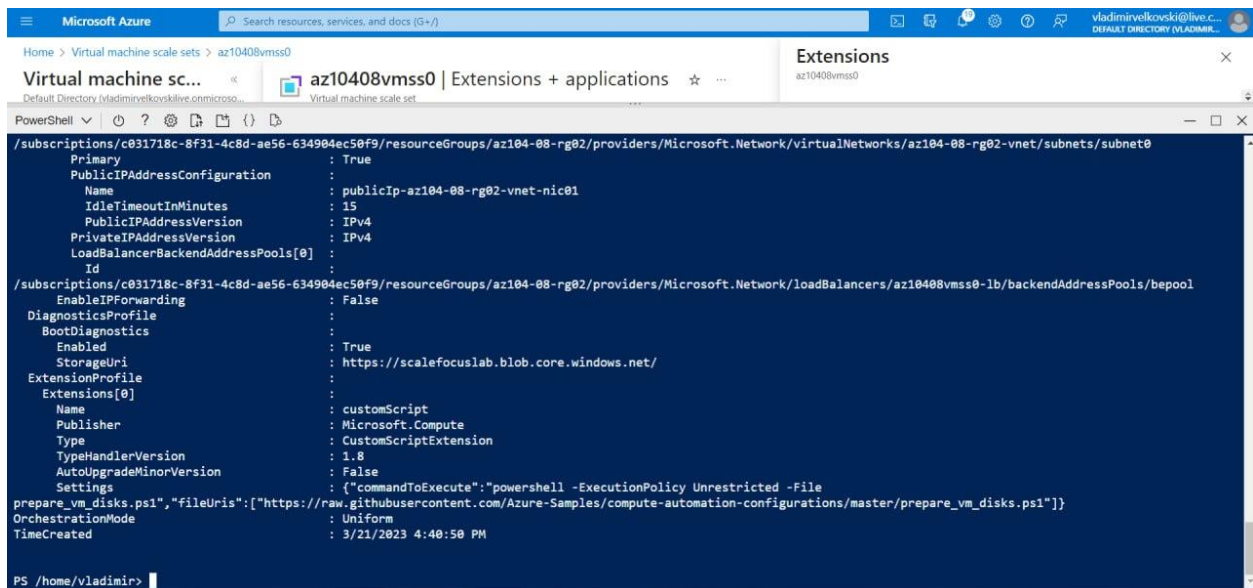 Microsoft Azure
Search resources, services, and docs (G+/)
19
vladimirvelkovski@live.c...
DEFAULT DIRECTORY (VLADIMIR...
Home > Virtual machine scale sets > az10408vmss0
Virtual machine sc... «
Default Directory (vladimirvelkovskilive.onmicroso...
az10408vmss0 | Extensions + applications ☆ ...
Virtual machine scale set
Extensions
az10408vmss0
PowerShell
/subscriptions/c031718c-8f31-4c8d-ae56-634904ec50f9/resourceGroups/az104-08-rg02/providers/Microsoft.Network/virtualNetworks/az104-08-rg02-vnet/subnets/subnet0
Primary : True
PublicIPAddressConfiguration :
Name : publicIp-az104-08-rg02-vnet-nic01
IdleTimeoutInMinutes : 15
PublicIPAddressVersion : IPv4
PrivateIPAddressVersion : IPv4
LoadBalancerBackendAddressPools[0] :
Id :
/subscriptions/c031718c-8f31-4c8d-ae56-634904ec50f9/resourceGroups/az104-08-rg02/providers/Microsoft.Network/loadBalancers/az10408vmss0-lb/backendAddressPools/bepool
EnableIPForwarding : False
DiagnosticsProfile :
BootDiagnostics :
Enabled : True
StorageUri : https://scalefocuslab.blob.core.windows.net/
ExtensionProfile :
Extensions[0] :
Name : customScript
Publisher : Microsoft.Compute
Type : CustomScriptExtension
TypeHandlerVersion : 1.8
AutoUpgradeMinorVersion : False
Settings : {"commandToExecute":"powershell -ExecutionPolicy Unrestricted -File
prepare_vm_disks.ps1","fileUris":["https://raw.githubusercontent.com/Azure-Samples/compute-automation-configurations/master/prepare_vm_disks.ps1"]}
OrchestrationMode : Uniform
TimeCreated : 3/21/2023 4:40:50 PM
PS /home/vladimir>